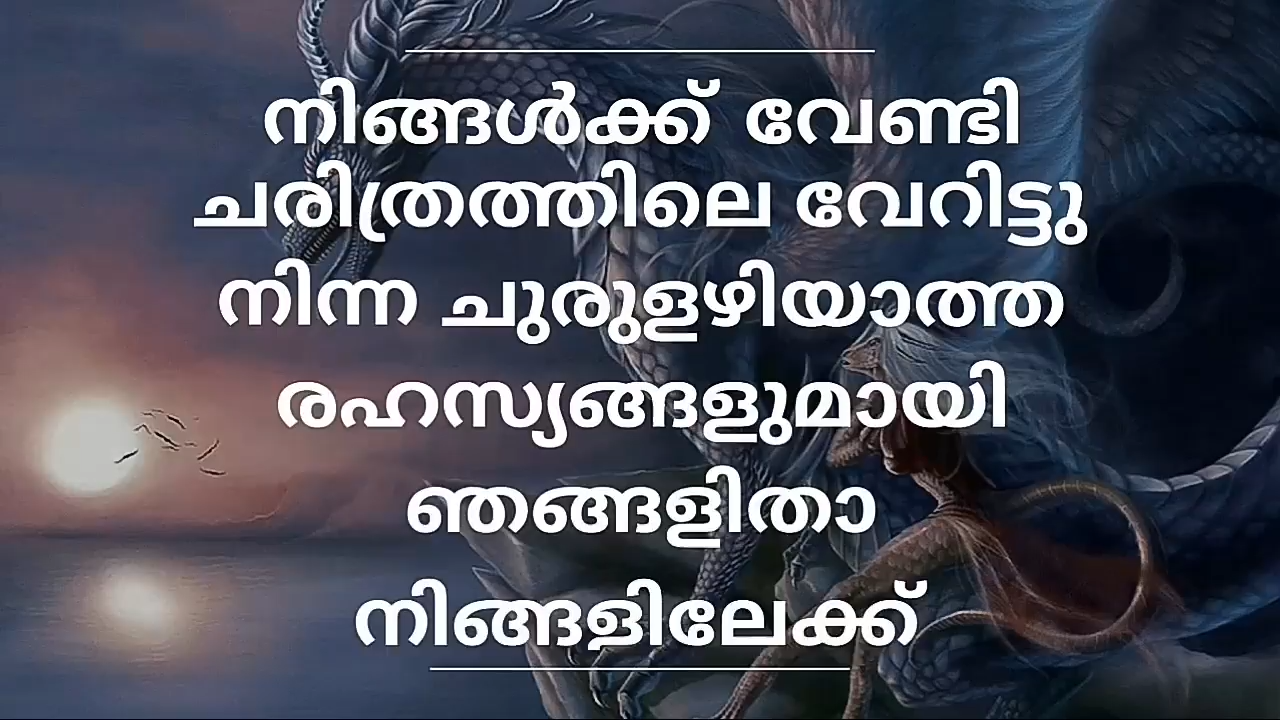 നിങ്ങൾക്ക് വേണ്ടി
ചരിത്രത്തിലെ വേറിട്ടു
നിന്ന ചുരുളഴിയാത്ത
രഹസ്യങ്ങളുമായി
ഞങ്ങളിതാ
നിങ്ങളിലേക്ക്